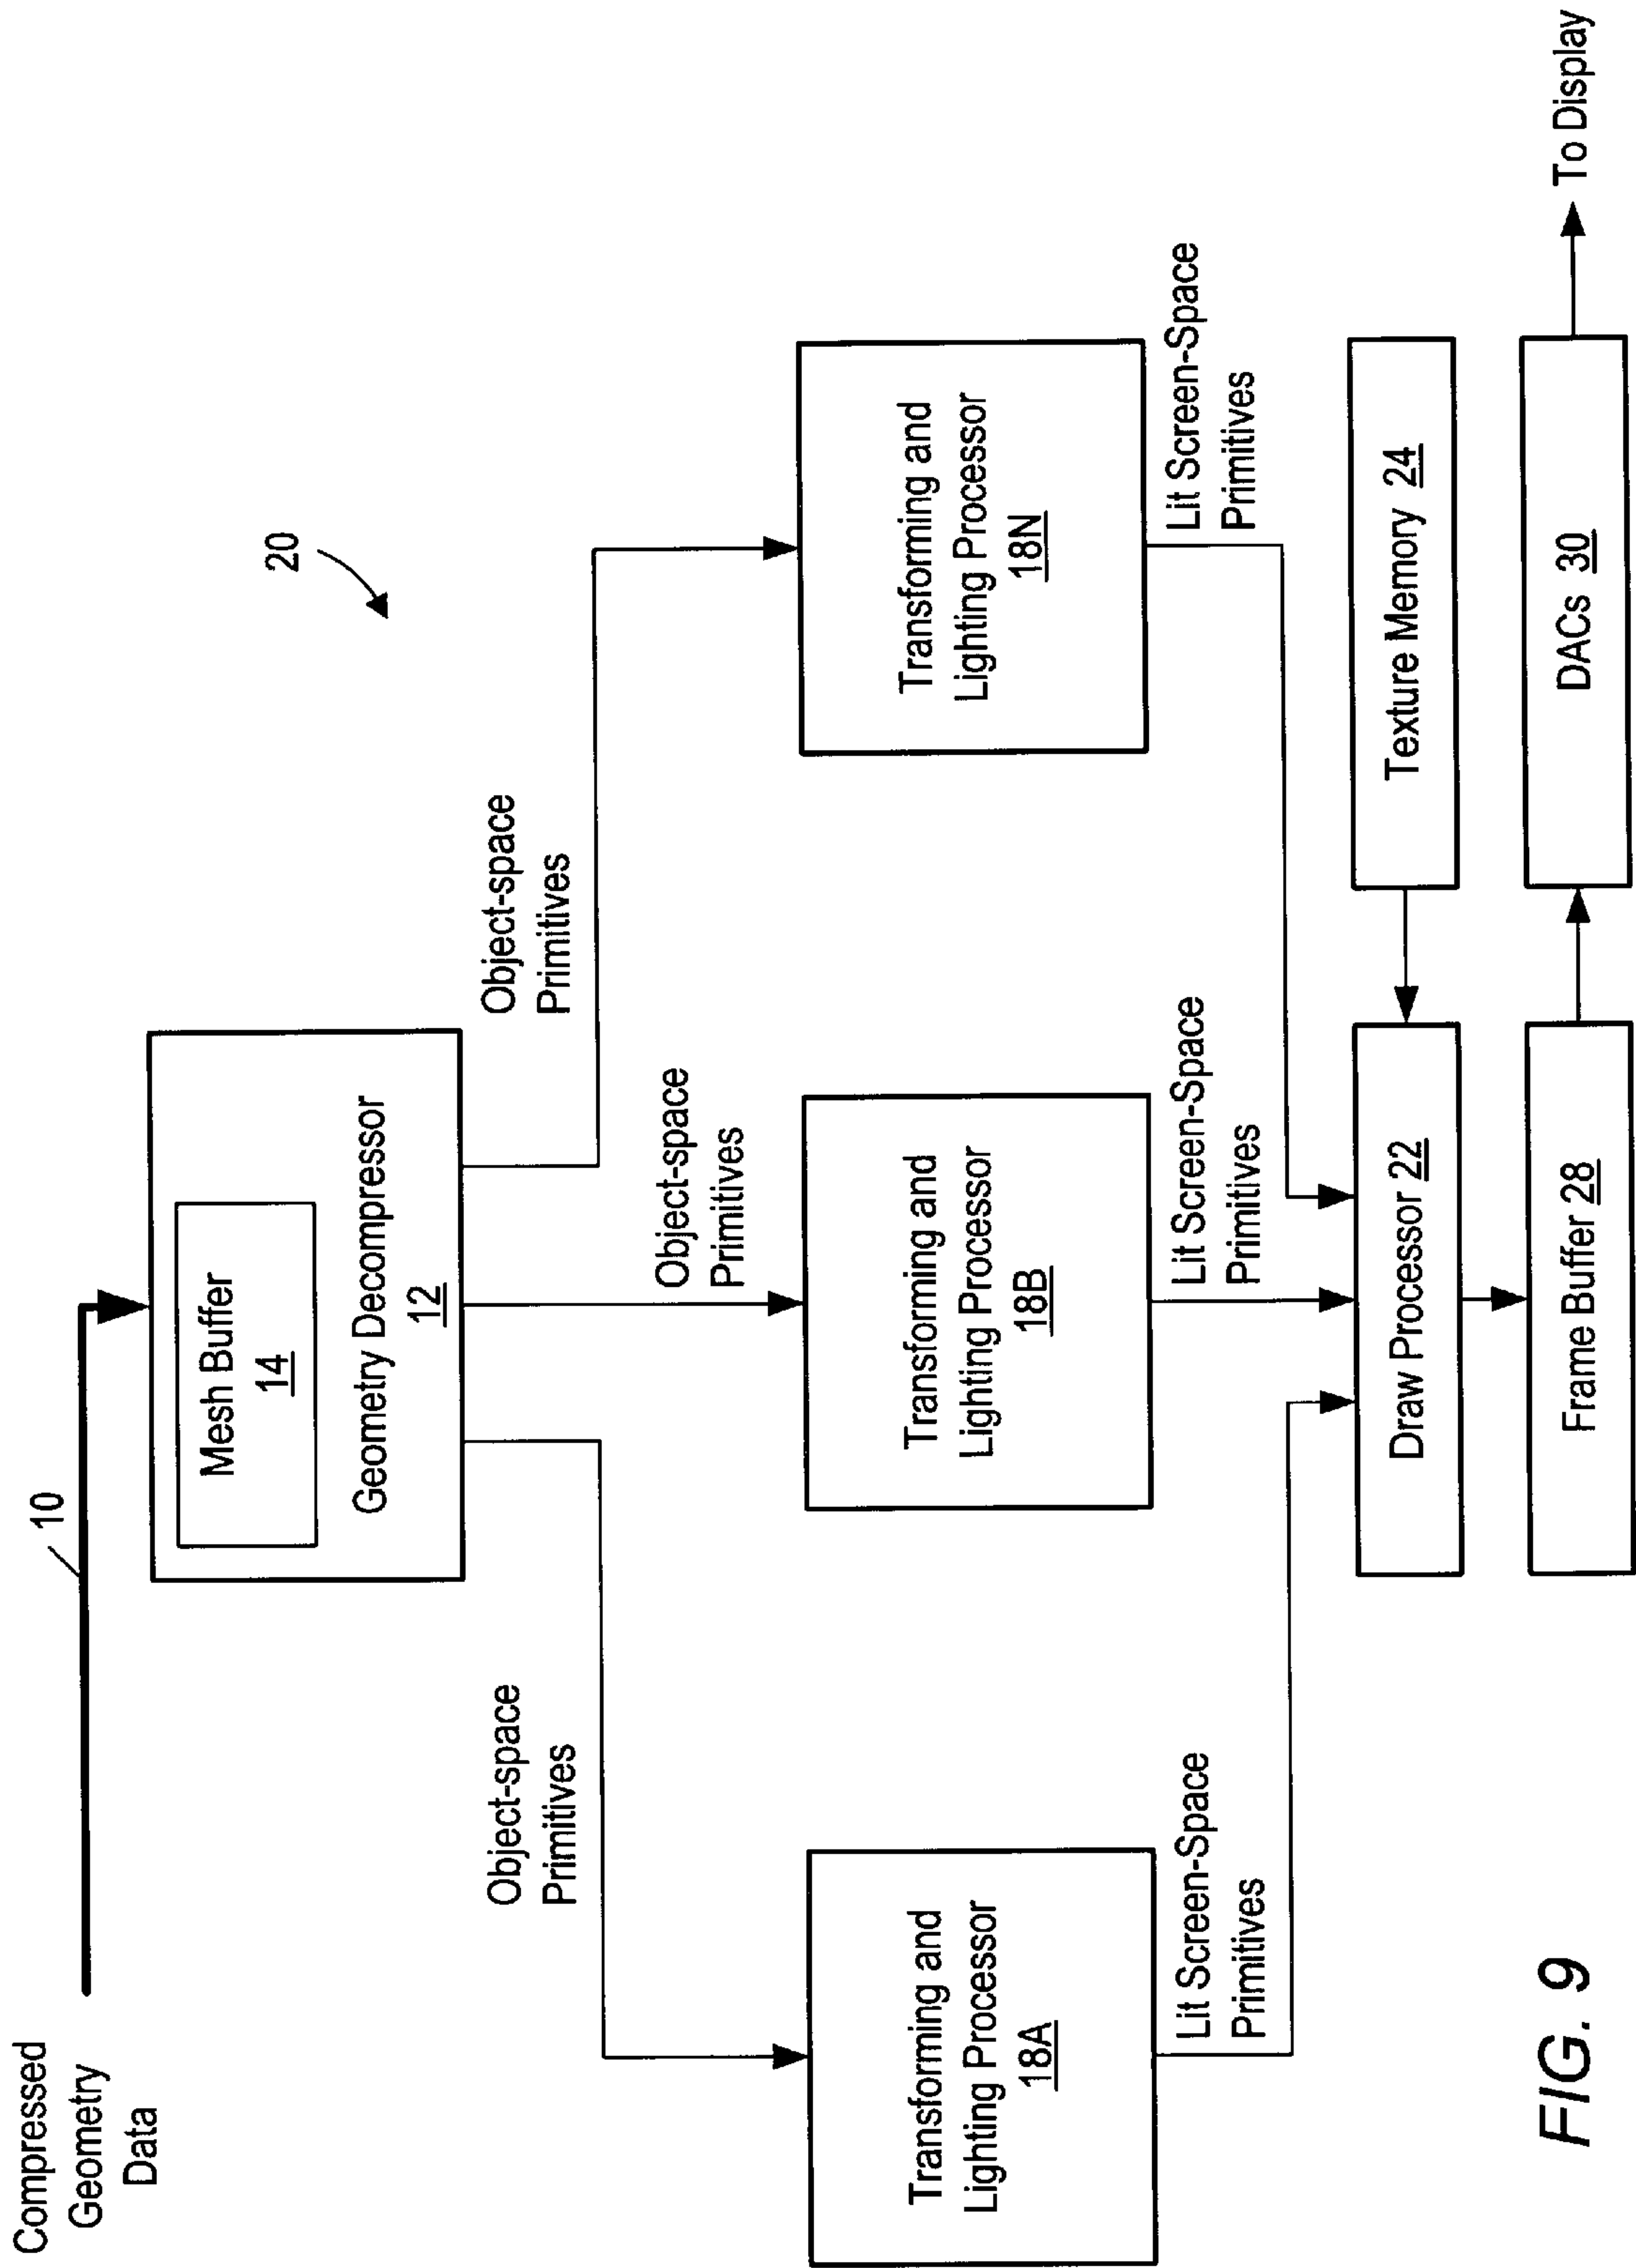 Compressed
Geometry
Data
10
Mesh Buffer
14
Geometry Decompressor
12
20
Object-space
Primitives
Object-space
Primitives
Object-space
Primitives
Transforming and
Lighting Processor
18A
Transforming and
Lighting Processor
18B
Transforming and
Lighting Processor
18N
Lit Screen-Space
Primitives
Lit Screen-Space
Primitives
Lit Screen-Space
Primitives
Draw Processor 22
Texture Memory 24
Frame Buffer 28
DACs 30
To Display
FIG. 9